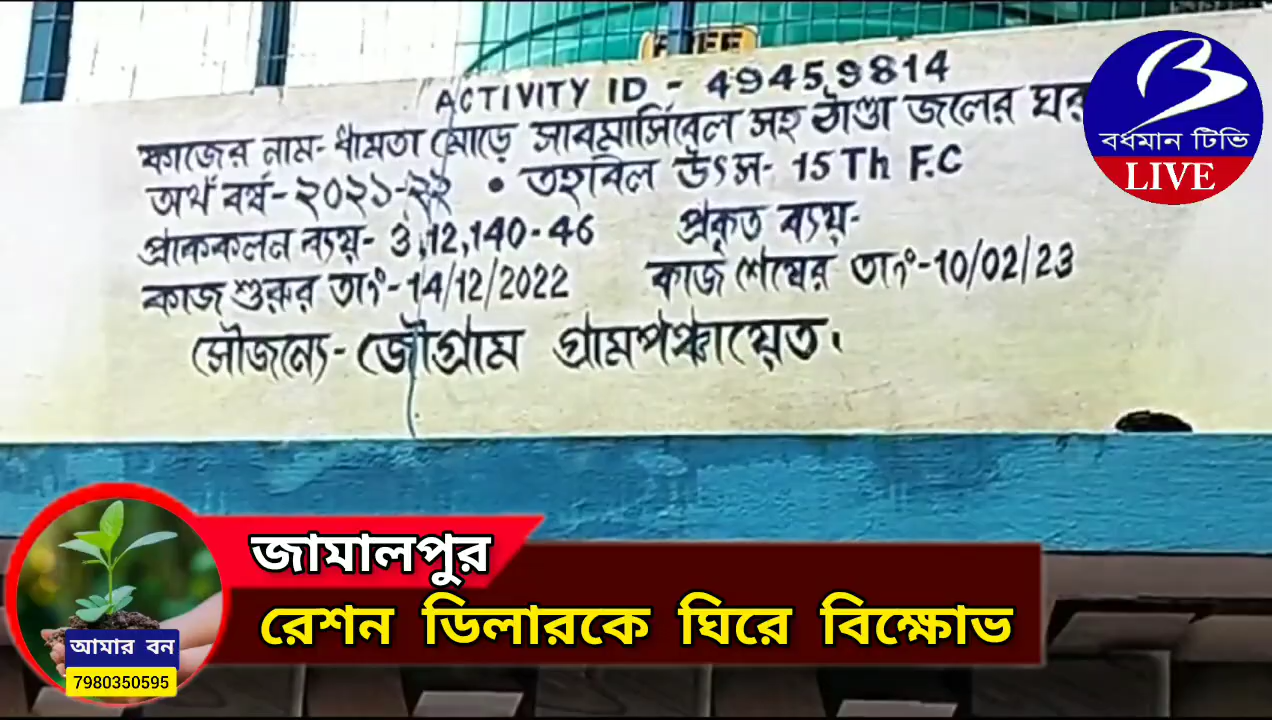 FREE
ACTIVITY ID - 49459814
কাজের নাম- ধামতা মোড়ে সাবমার্সিবেল সহ ঠাণ্ডা জলের ঘর
অর্থ বর্ষ-২০২১-২২ • তহবিল উৎস- 15Th F.C
প্রাককলন ব্যয়- 3,12,140-46 প্রকৃত ব্যয়-
কাজ শুরুর তাং-14/12/2022 কাজ শেষের তাং-10/02/23
সৌজন্যে- জৌগ্রাম গ্রামপঞ্চায়েত.
বর্ধমান টিভি
LIVE
জামালপুর
রেশন ডিলারকে ঘিরে বিক্ষোভ
আমার বন
7980350595